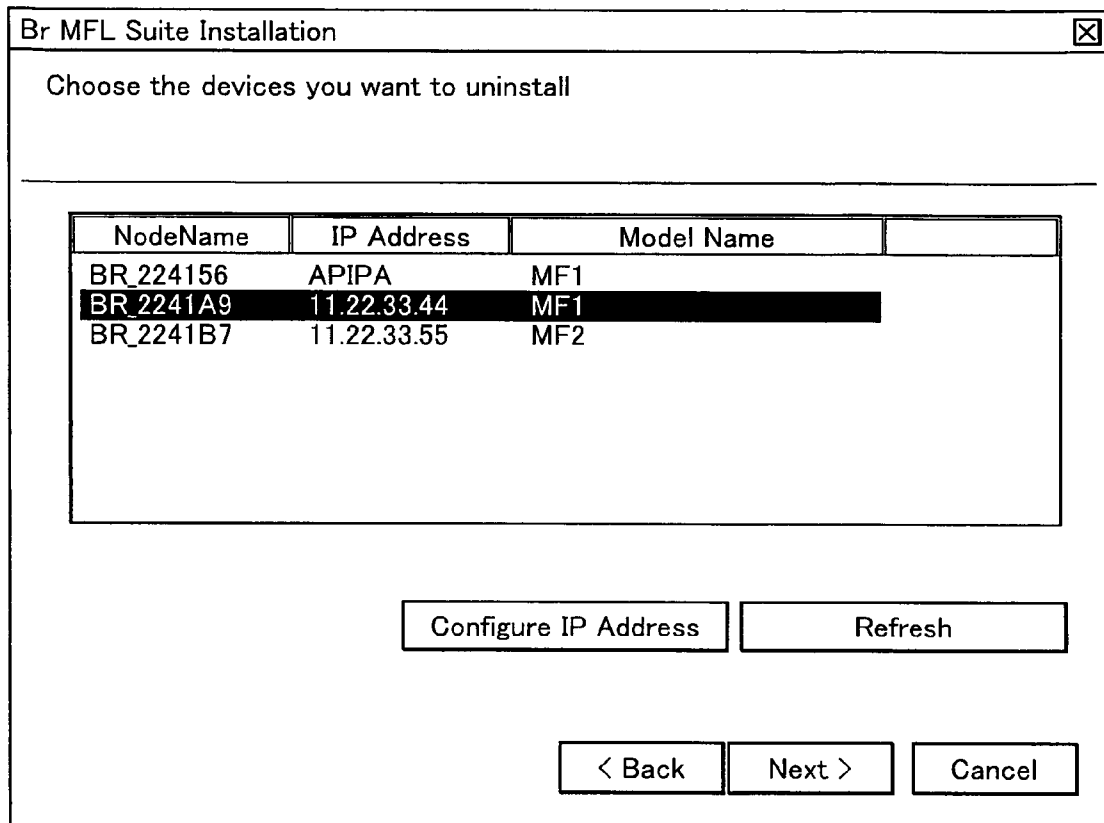 Br MFL Suite Installation
Choose the devices you want to uninstall
NodeName IP Address Model Name
BR_224156 APIPA MF1
BR_2241A9 11.22.33.44 MF1
BR_2241B7 11.22.33.55 MF2
Configure IP Address Refresh
< Back Next > Cancel